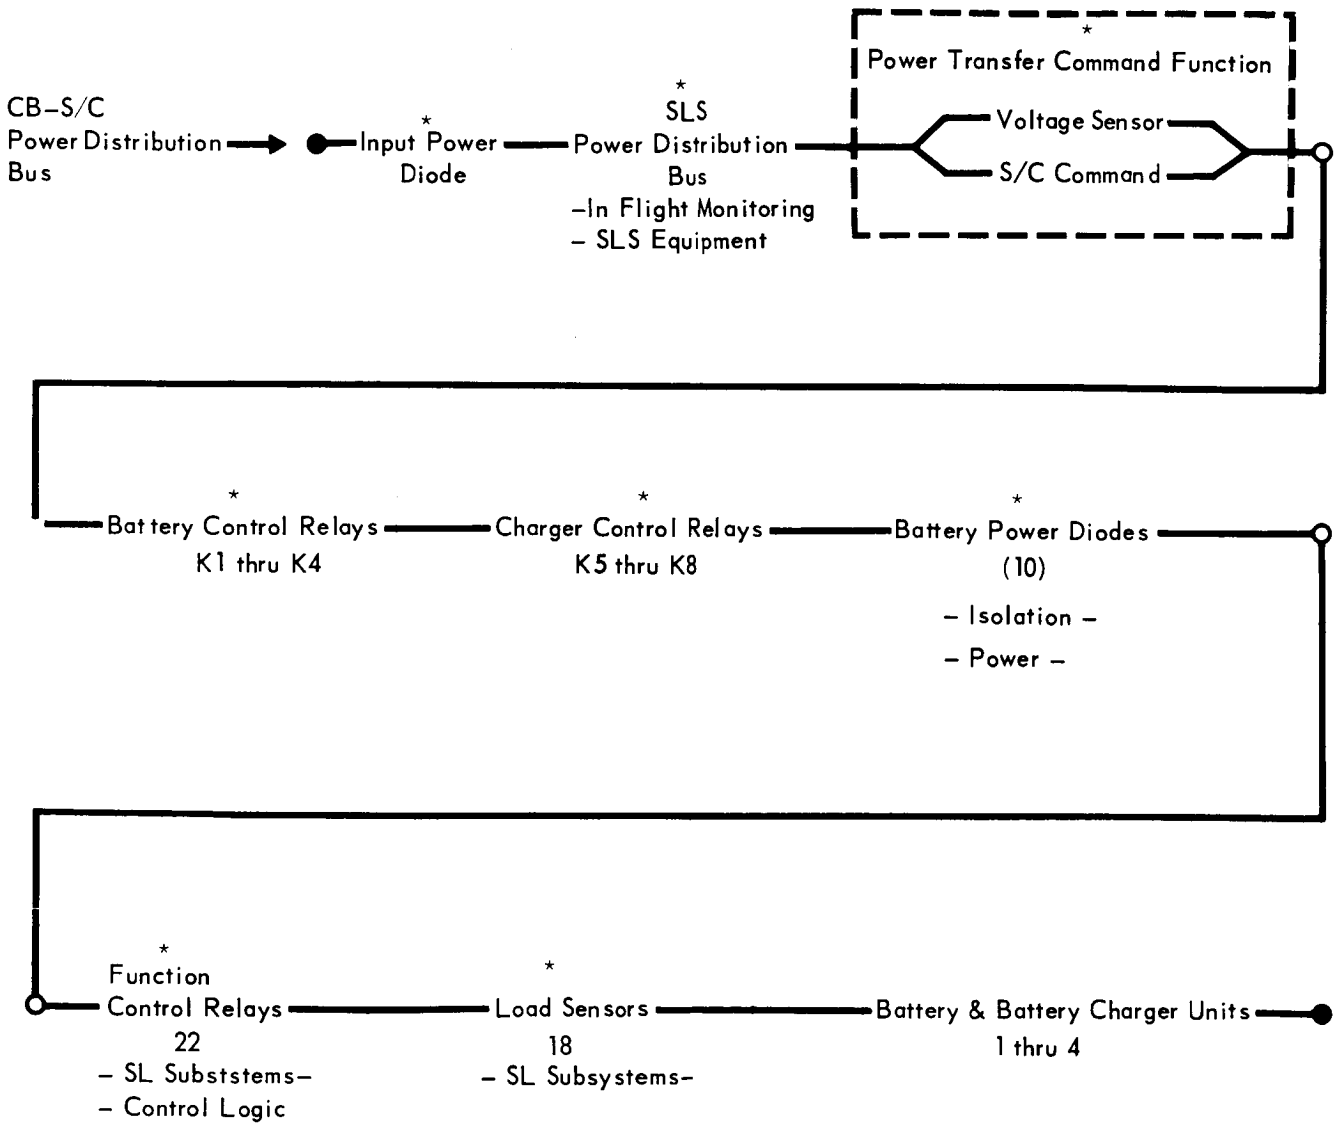 CB-S/C
Power Distribution
Bus
*
Input Power
Diode
*
SLS
Power Distribution
Bus
-In Flight Monitoring
- SLS Equipment
*
Power Transfer Command Function
Voltage Sensor
S/C Command
*
Battery Control Relays
K1 thru K4
*
Charger Control Relays
K5 thru K8
*
Battery Power Diodes
(10)
- Isolation -
- Power -
*
Function
Control Relays
22
- SL Subststems-
- Control Logic
*
Load Sensors
18
- SL Subsystems-
Battery & Battery Charger Units
1 thru 4